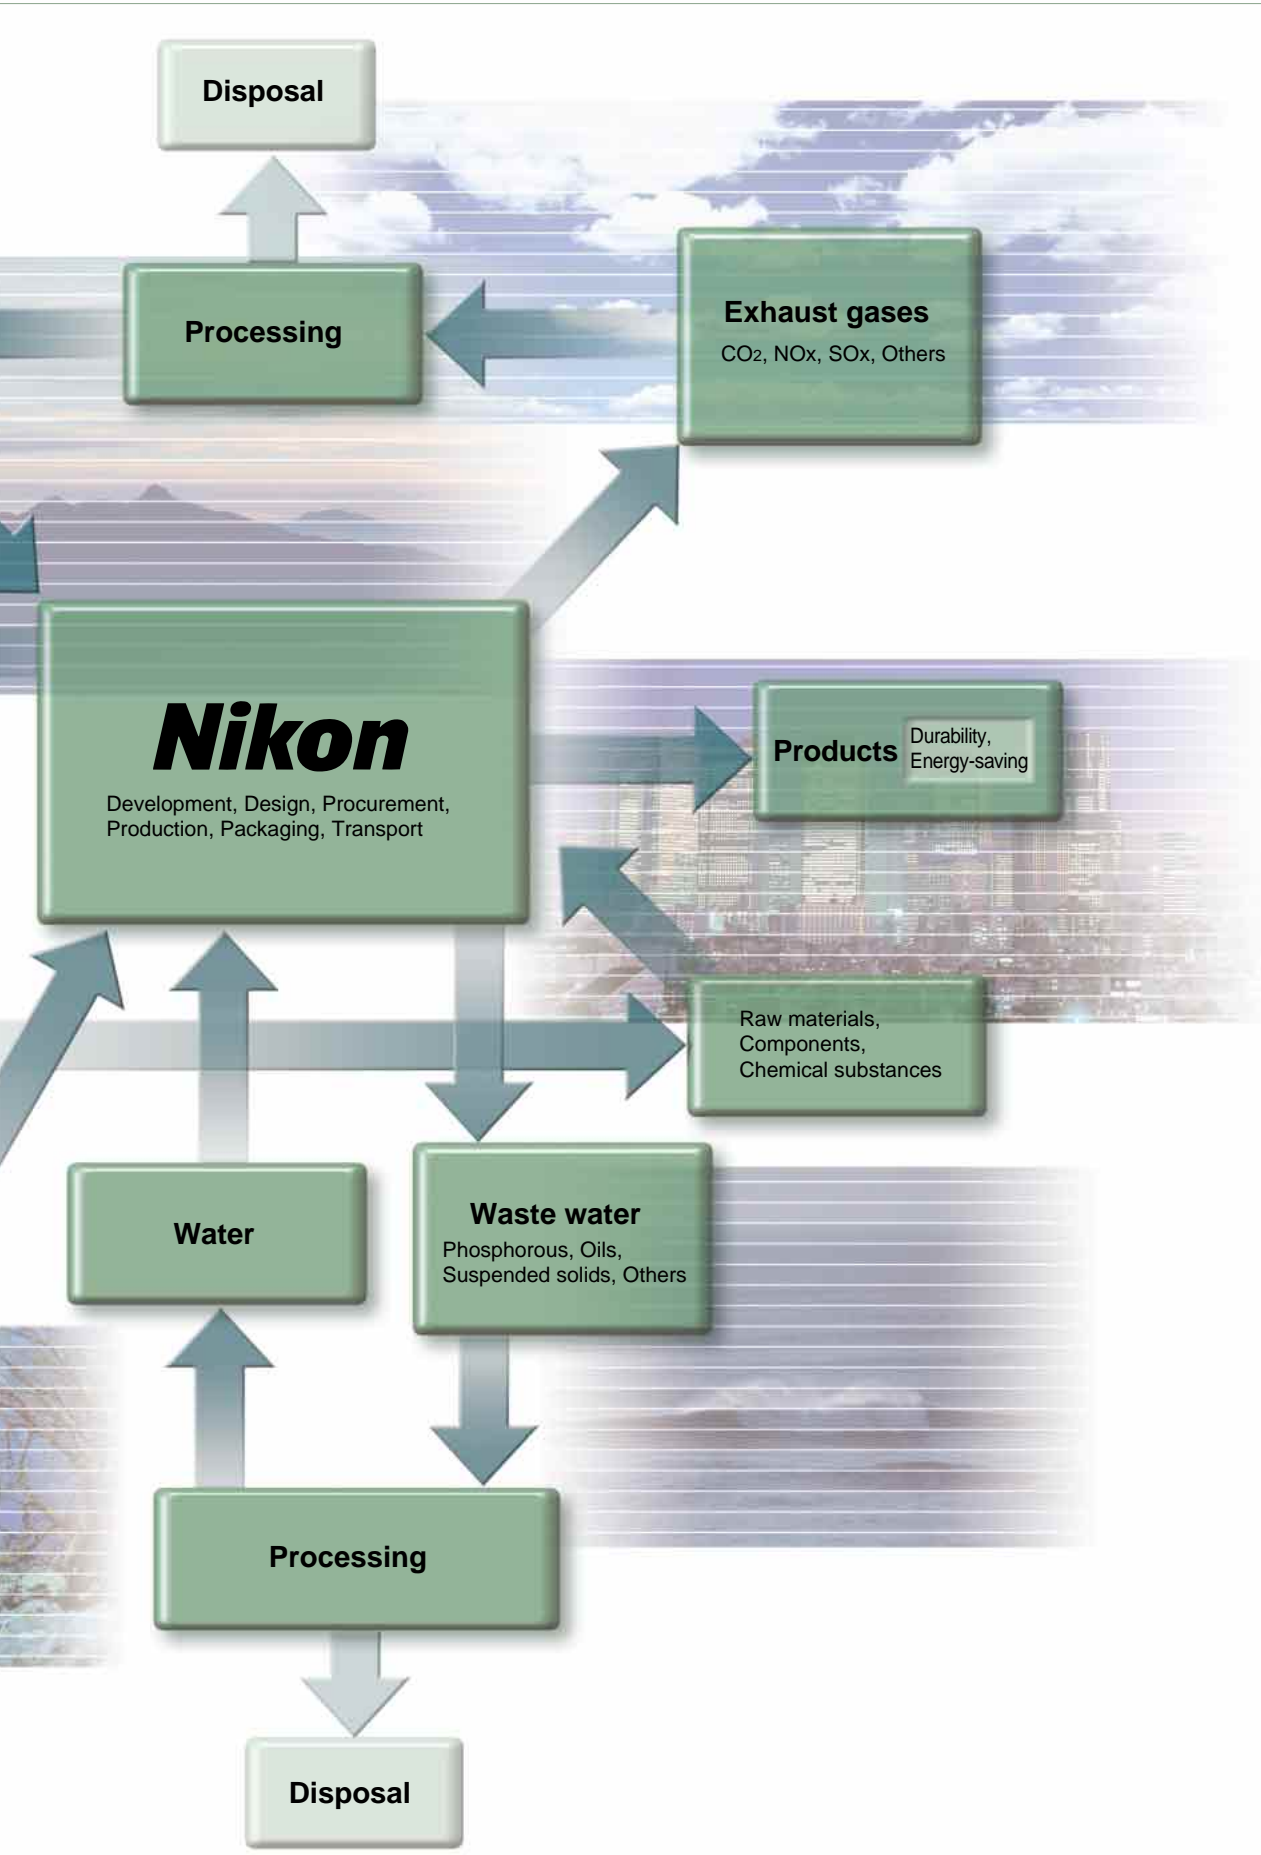 Disposal
Processing
Exhaust gases
CO2, NOx, SOx, Others
Nikon
Development, Design, Procurement,
Production, Packaging, Transport
Products
Durability,
Energy-saving
Raw materials,
Components,
Chemical substances
Water
Waste water
Phosphorous, Oils,
Suspended solids, Others
Processing
Disposal